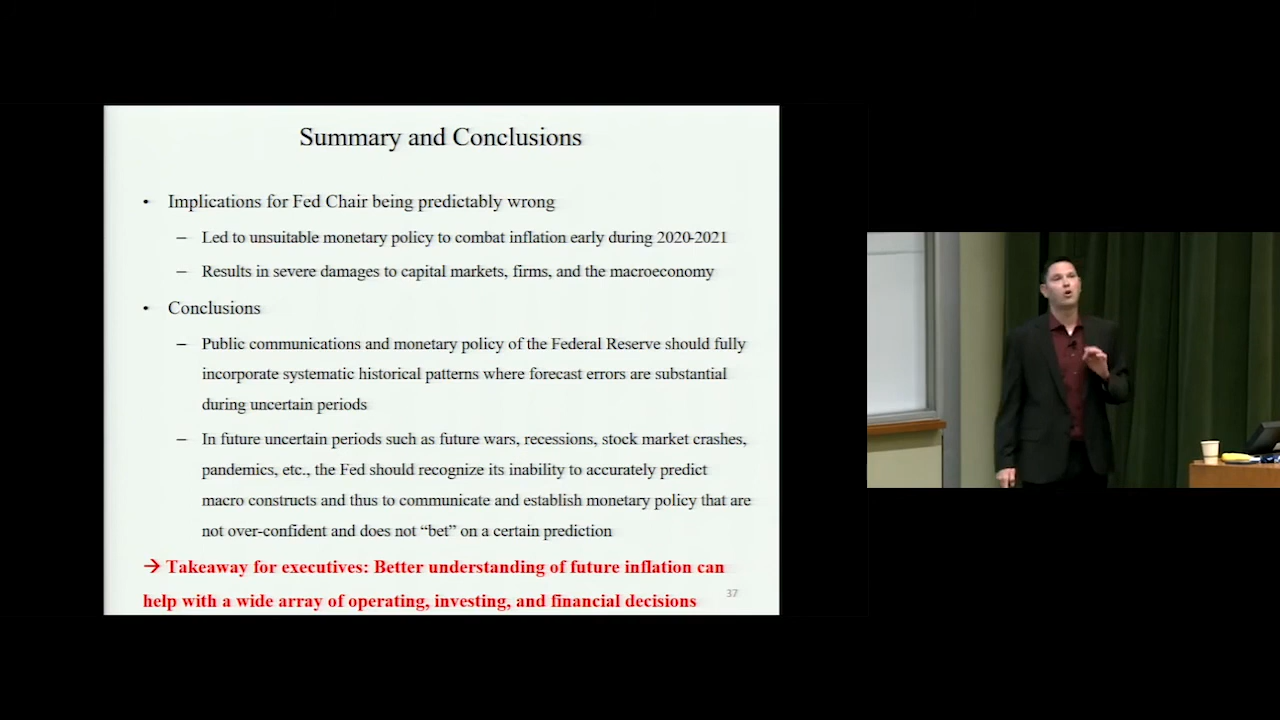 Summary and Conclusions
• Implications for Fed Chair being predictably wrong
– Led to unsuitable monetary policy to combat inflation early during 2020-2021
– Results in severe damages to capital markets, firms, and the macroeconomy
• Conclusions
– Public communications and monetary policy of the Federal Reserve should fully
incorporate systematic historical patterns where forecast errors are substantial
during uncertain periods
– In future uncertain periods such as future wars, recessions, stock market crashes,
pandemics, etc., the Fed should recognize its inability to accurately predict
macro constructs and thus to communicate and establish monetary policy that are
not over-confident and does not “bet” on a certain prediction
→ Takeaway for executives: Better understanding of future inflation can
help with a wide array of operating, investing, and financial decisions
37